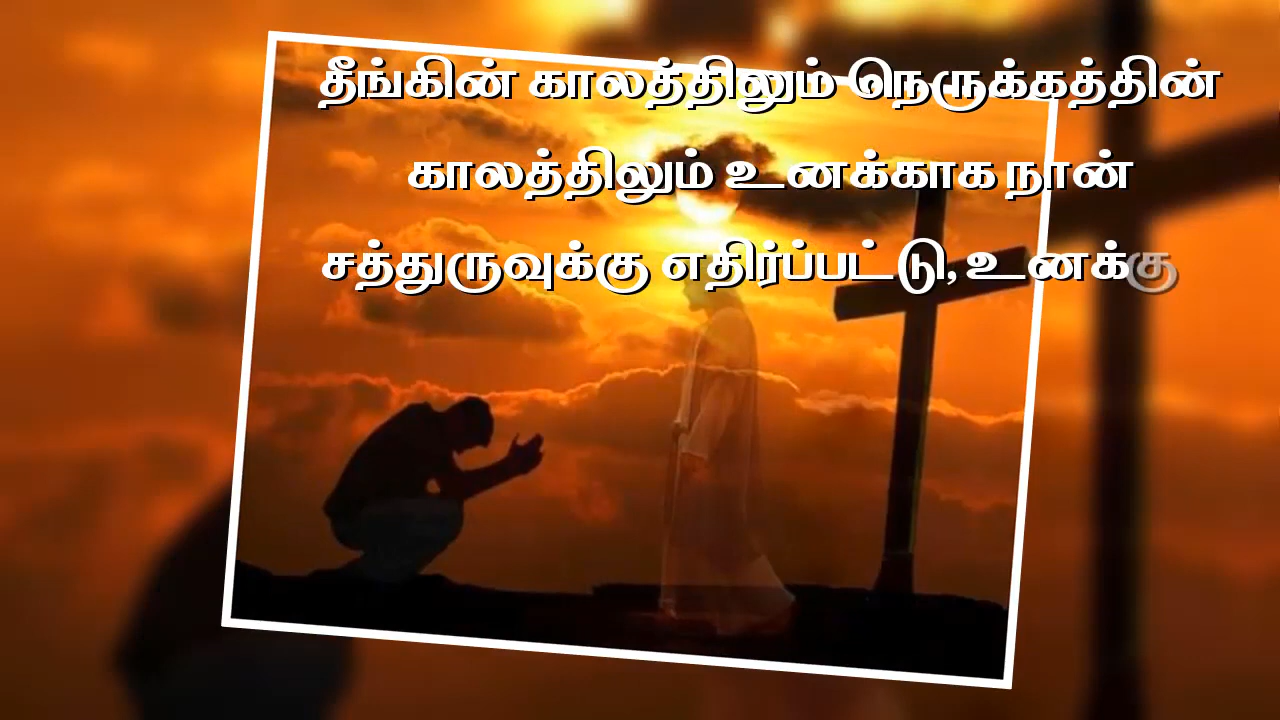 தீங்கின் காலத்திலும் நெருக்கத்தின்
காலத்திலும் உனக்காக நான்
சத்துருவுக்கு எதிர்ப்பட்டு, உனக்கு